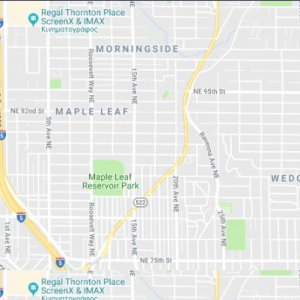 Regal Thornton Place
ScreenX & IMAX
Κινηματογράφος
MORNINGSIDE
Roosevelt Way NE
15th Ave NE
NE 95th St
NE 92nd St
MAPLE LEAF
5th Ave NE
Ravenna Ave NE
Maple Leaf
Reservoir Park
20th Ave NE
WEDG
522
1st Ave NE
Roosevelt Way NE
15th Ave NE
25th Ave NE
5
NE 75th St
5
Regal Thornton Place
ScreenX & IMAX
Κινηματογράφος